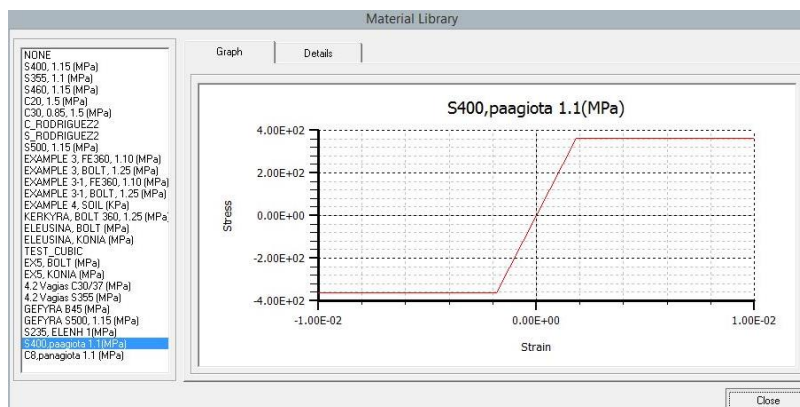 Material Library
NONE
S400, 1.15 (MPa)
S355, 1.1 (MPa)
S460, 1.15 (MPa)
C20, 1.5 (MPa)
C30, 0.85, 1.5 (MPa)
C_RODRIGUEZ2
S_RODRIGUEZ2
S500, 1.15 (MPa)
EXAMPLE 3, FE360, 1.10 (MPa)
EXAMPLE 3, BOLT, 1.25 (MPa)
EXAMPLE 3-1, FE360, 1.10 (MPa)
EXAMPLE 3-1, BOLT, 1.25 (MPa)
EXAMPLE 4, SOIL (KPa)
KERKYRA, BOLT 360, 1.25 (MPa)
ELEUSINA, BOLT (MPa)
ELEUSINA, KONIA (MPa)
TEST_CUBIC
EX5, BOLT (MPa)
EX5, KONIA (MPa)
4.2 Vagias C30/37 (MPa)
4.2 Vagias S355 (MPa)
GEFYRA B45 (MPa)
GEFYRA S500, 1.15 (MPa)
S235, ELENH 1(MPa)
S400,paagiota 1.1(MPa)
C8,panagiota 1.1 (MPa)
Graph
Details
S400,paagiota 1.1(MPa)
Stress
4.00E+02
2.00E+02
0.00E+00
-2.00E+02
-4.00E+02
-1.00E-02
0.00E+00
1.00E-02
Strain
Close